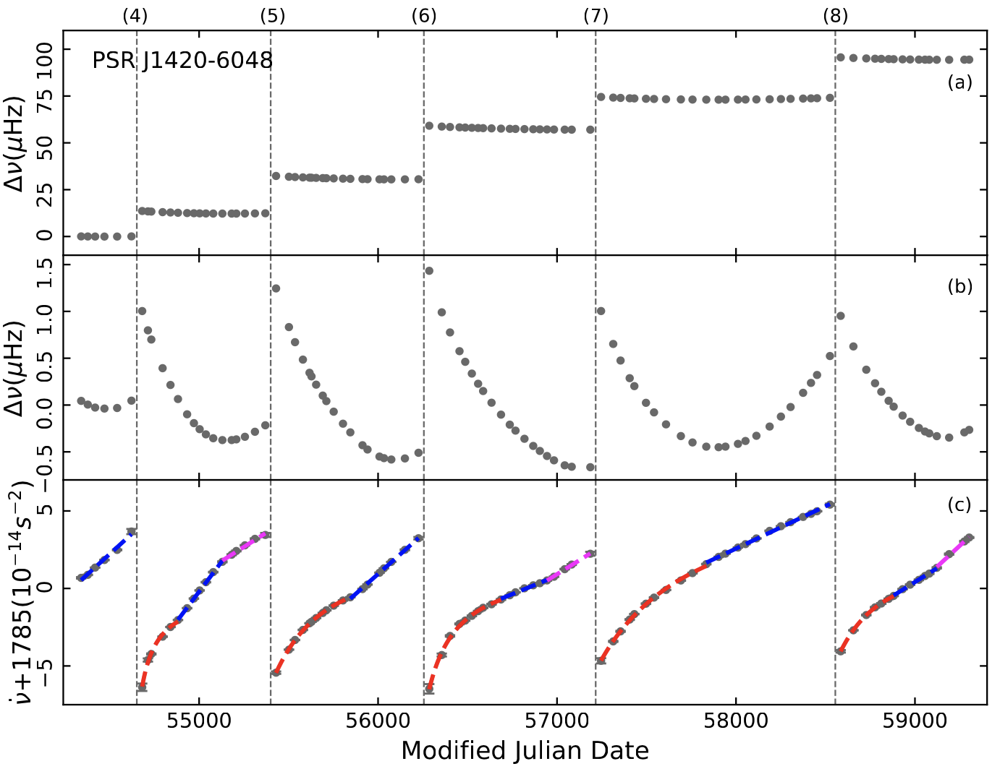 (4) (5) (6) (7) (8)
PSR J1420-6048
(a)
Δν(μHz)
100
75
50
25
0
(b)
Δν(μHz)
1.5
1.0
0.5
0.0
−0.5
(c)
ν̇+1785(10⁻¹⁴s⁻²)
5
0
−5
55000 56000 57000 58000 59000
Modified Julian Date